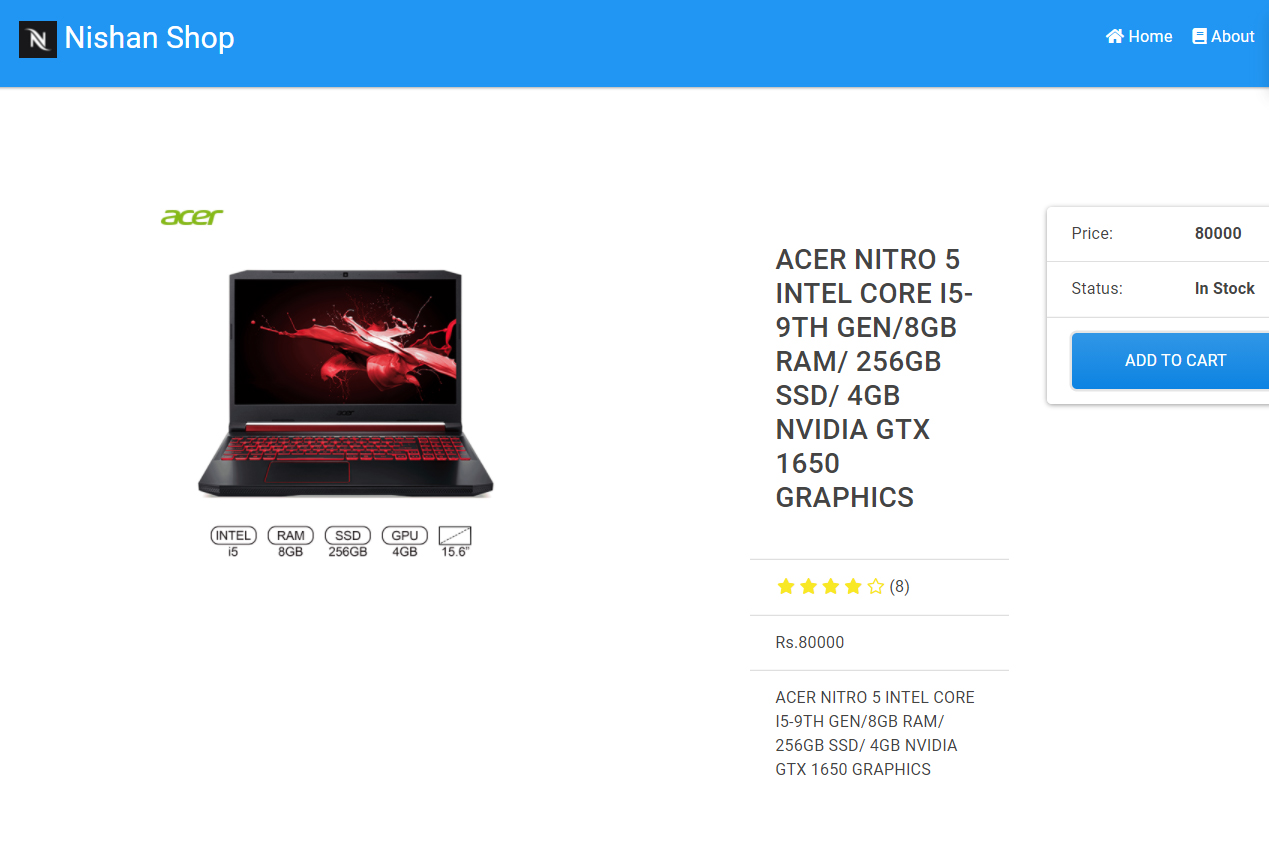 Nishan Shop
Home
About
acer
INTEL
i5
RAM
8GB
SSD
256GB
GPU
4GB
15.6”
ACER NITRO 5
INTEL CORE I5-
9TH GEN/8GB
RAM/ 256GB
SSD/ 4GB
NVIDIA GTX
1650
GRAPHICS
(8)
Rs.80000
ACER NITRO 5 INTEL CORE
I5-9TH GEN/8GB RAM/
256GB SSD/ 4GB NVIDIA
GTX 1650 GRAPHICS
Price: 80000
Status: In Stock
ADD TO CART